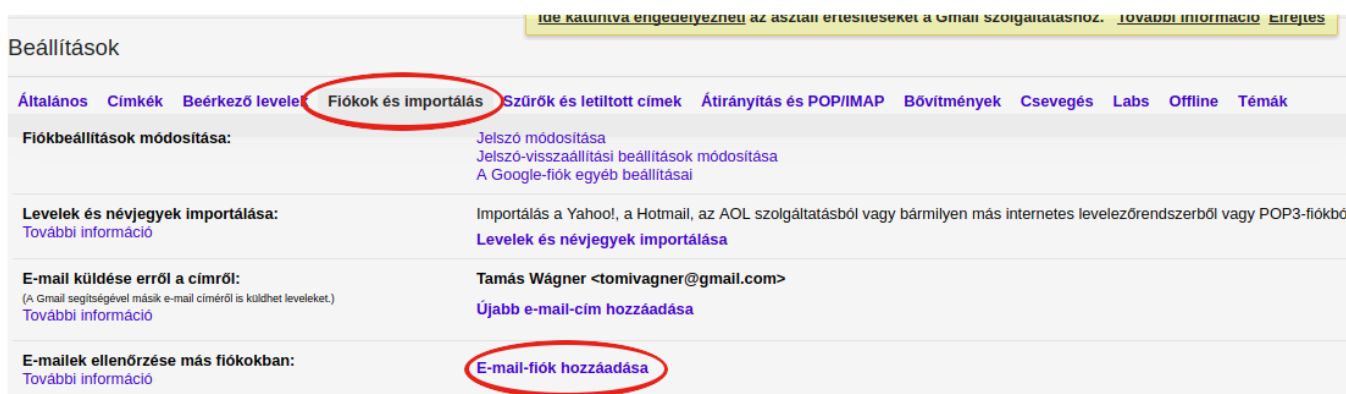 Ide kattintva engedélyezheti az asztali értesítéseket a Gmail szolgáltatáshoz. További információ Elrejtés
Beállítások
Általános Címkék Beérkező levelek Fiókok és importálás Szűrők és letiltott címek Átirányítás és POP/IMAP Bővítmények Csevegés Labs Offline Témák
Fiókbeállítások módosítása: Jelszó módosítása
Jelszó-visszaállítási beállítások módosítása
A Google-fiók egyéb beállításai
Levelek és névjegyek importálása: Importálás a Yahoo!, a Hotmail, az AOL szolgáltatásból vagy bármilyen más internetes levelezőrendszerből vagy POP3-fiókbó
További információ Levelek és névjegyek importálása
E-mail küldése erről a címről: Tamás Wágner <tomivagner@gmail.com>
(A Gmail segítségével másik e-mail címéről is küldhet leveleket.)
További információ Újabb e-mail-cím hozzáadása
E-mailek ellenőrzése más fiókokban: E-mail-fiók hozzáadása
További információ